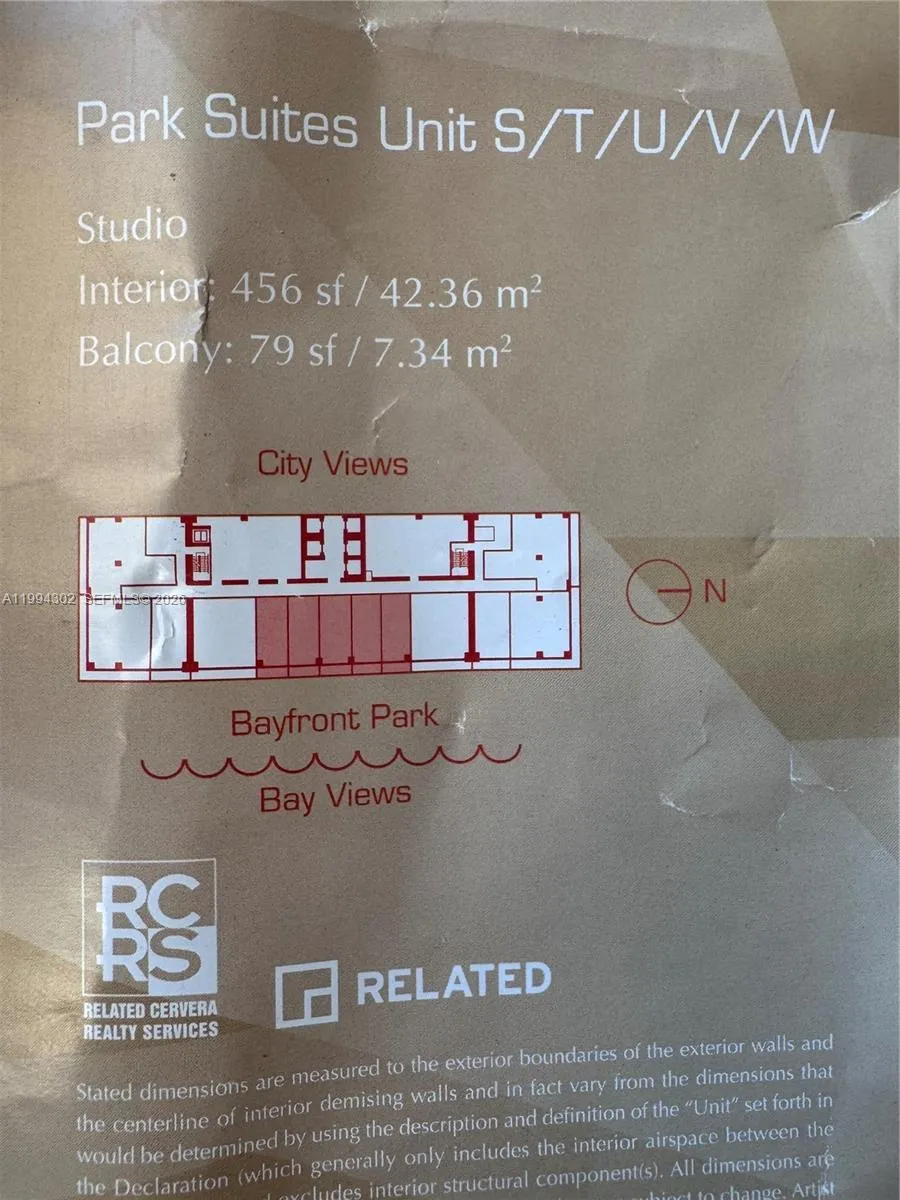 Park Suites Unit S/T/U/V/W
Studio
Interior: 456 sf / 42.36 m²
Balcony: 79 sf / 7.34 m²
City Views
N
A11994302 SEFMLS© 2026
Bayfront Park
Bay Views
RC
RS
RELATED CERVERA
REALTY SERVICES
RELATED
Stated dimensions are measured to the exterior boundaries of the exterior walls and
the centerline of interior demising walls and in fact vary from the dimensions that
would be determined by using the description and definition of the “Unit” set forth in
the Declaration (which generally only includes the interior airspace between the
excludes interior structural component(s). All dimensions are
subject to change. Artist